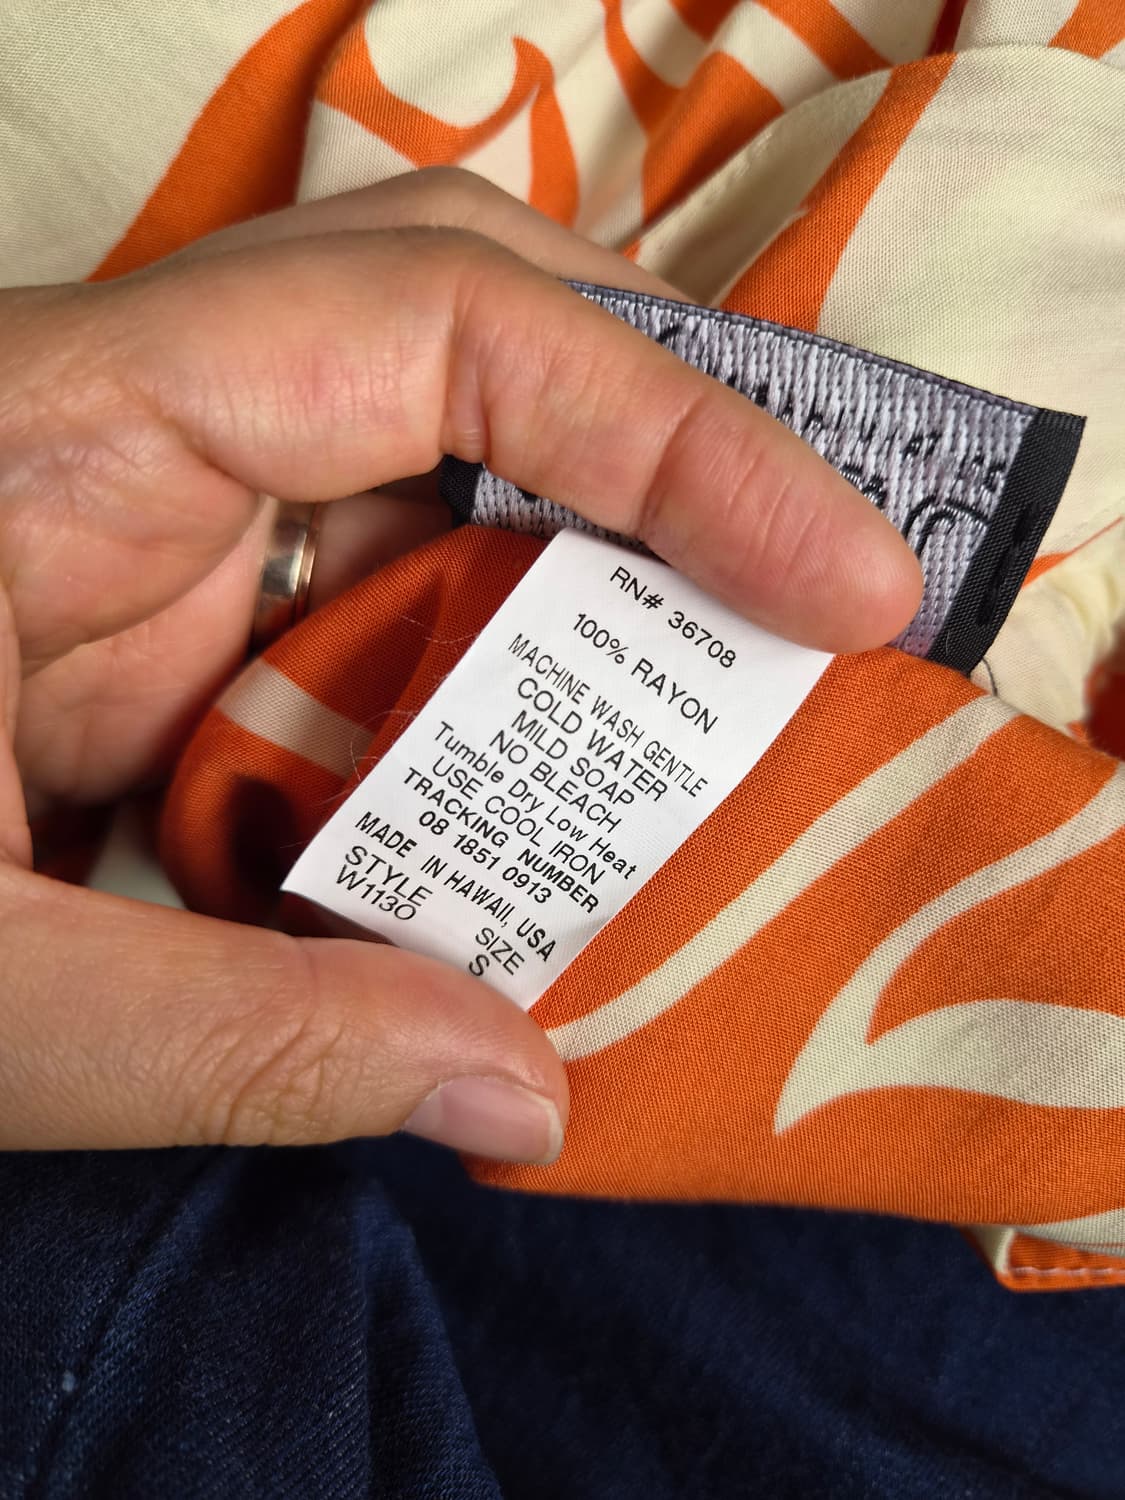 RN# 36708
100% RAYON
MACHINE WASH GENTLE
COLD WATER
MILD SOAP
NO BLEACH
Tumble Dry Low Heat
USE COOL IRON
TRACKING NUMBER
08 1851 0913
MADE IN HAWAII, USA
STYLE SIZE
W1130 S